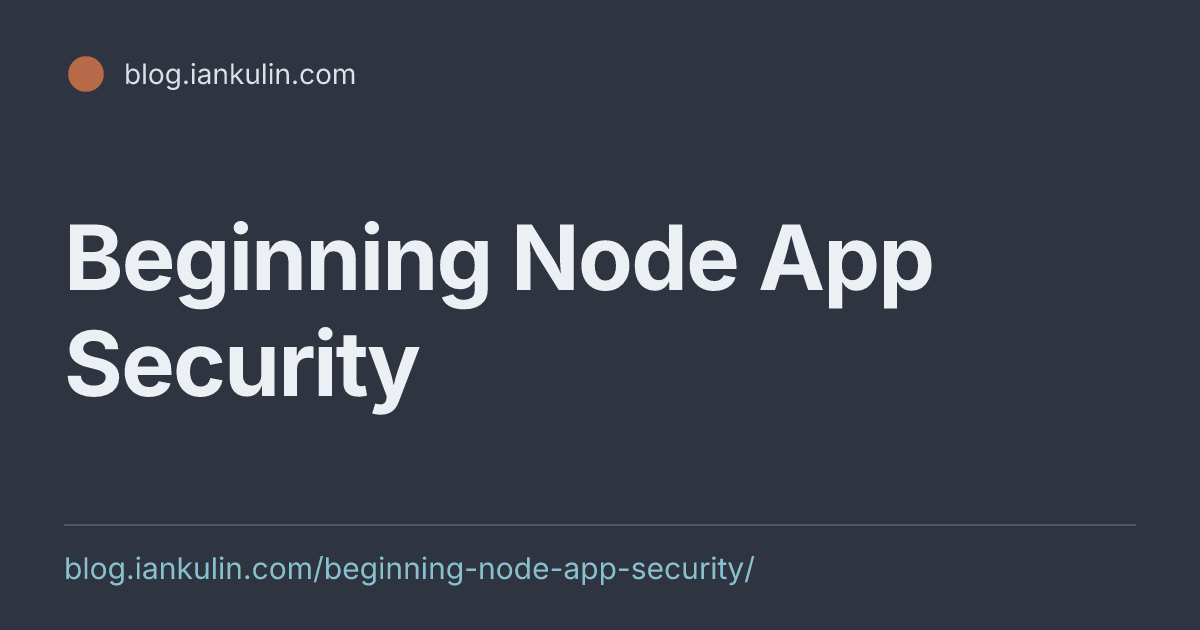 blog.iankulin.com
Beginning Node App
Security
blog.iankulin.com/beginning-node-app-security/